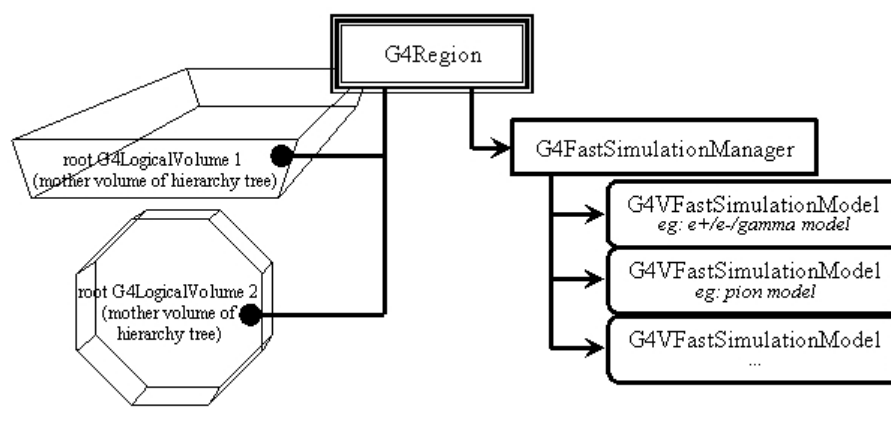 G4Region
root G4LogicalVolume 1
(mother volume of hierarchy tree)
G4FastSimulationManager
G4VFastSimulationModel
eg: e+/e-/gamma model
G4VFastSimulationModel
eg: pion model
G4VFastSimulationModel
...
root G4LogicalVolume 2
(mother volume of
hierarchy tree)